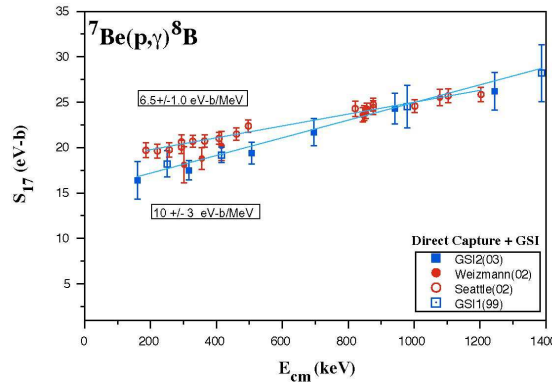 ⁷Be(p,γ)⁸B
35
30
25
20
15
10
5
S₁₇ (eV-b)
6.5+/-1.0 eV-b/MeV
10 +/- 3 eV-b/MeV
Direct Capture + GSI
GSI2(03)
Weizmann(02)
Seattle(02)
GSI1(99)
0 200 400 600 800 1000 1200 1400
E_cm (keV)